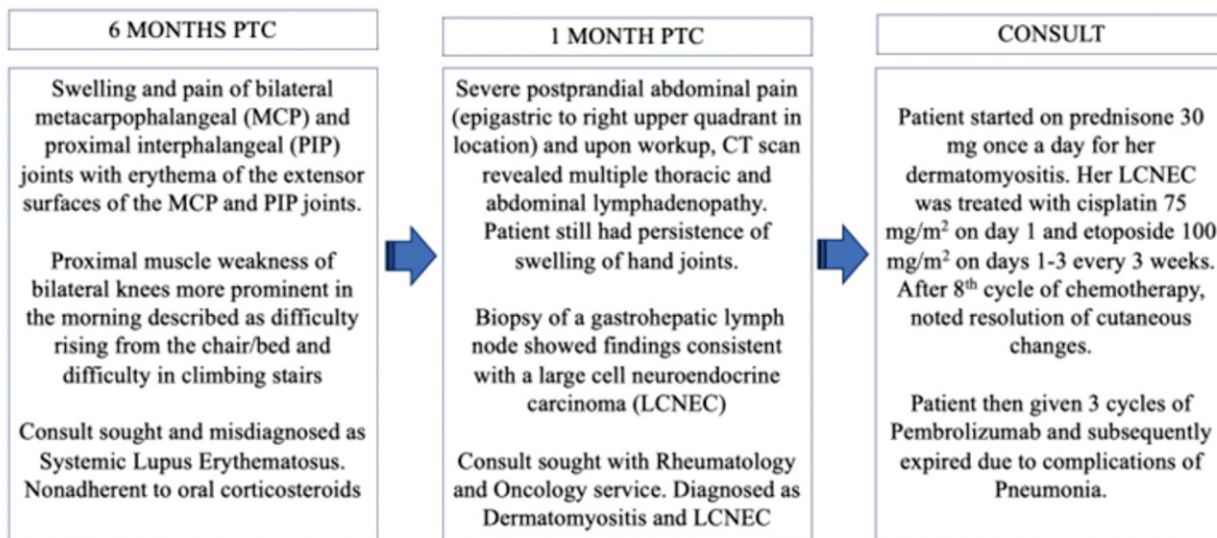 6 MONTHS PTC
Swelling and pain of bilateral
metacarpophalangeal (MCP) and
proximal interphalangeal (PIP)
joints with erythema of the extensor
surfaces of the MCP and PIP joints.
Proximal muscle weakness of
bilateral knees more prominent in
the morning described as difficulty
rising from the chair/bed and
difficulty in climbing stairs
Consult sought and misdiagnosed as
Systemic Lupus Erythematosus.
Nonadherent to oral corticosteroids
1 MONTH PTC
Severe postprandial abdominal pain
(epigastric to right upper quadrant in
location) and upon workup, CT scan
revealed multiple thoracic and
abdominal lymphadenopathy.
Patient still had persistence of
swelling of hand joints.
Biopsy of a gastrohepatic lymph
node showed findings consistent
with a large cell neuroendocrine
carcinoma (LCNEC)
Consult sought with Rheumatology
and Oncology service. Diagnosed as
Dermatomyositis and LCNEC
CONSULT
Patient started on prednisone 30
mg once a day for her
dermatomyositis. Her LCNEC
was treated with cisplatin 75
mg/m² on day 1 and etoposide 100
mg/m² on days 1-3 every 3 weeks.
After 8th cycle of chemotherapy,
noted resolution of cutaneous
changes.
Patient then given 3 cycles of
Pembrolizumab and subsequently
expired due to complications of
Pneumonia.